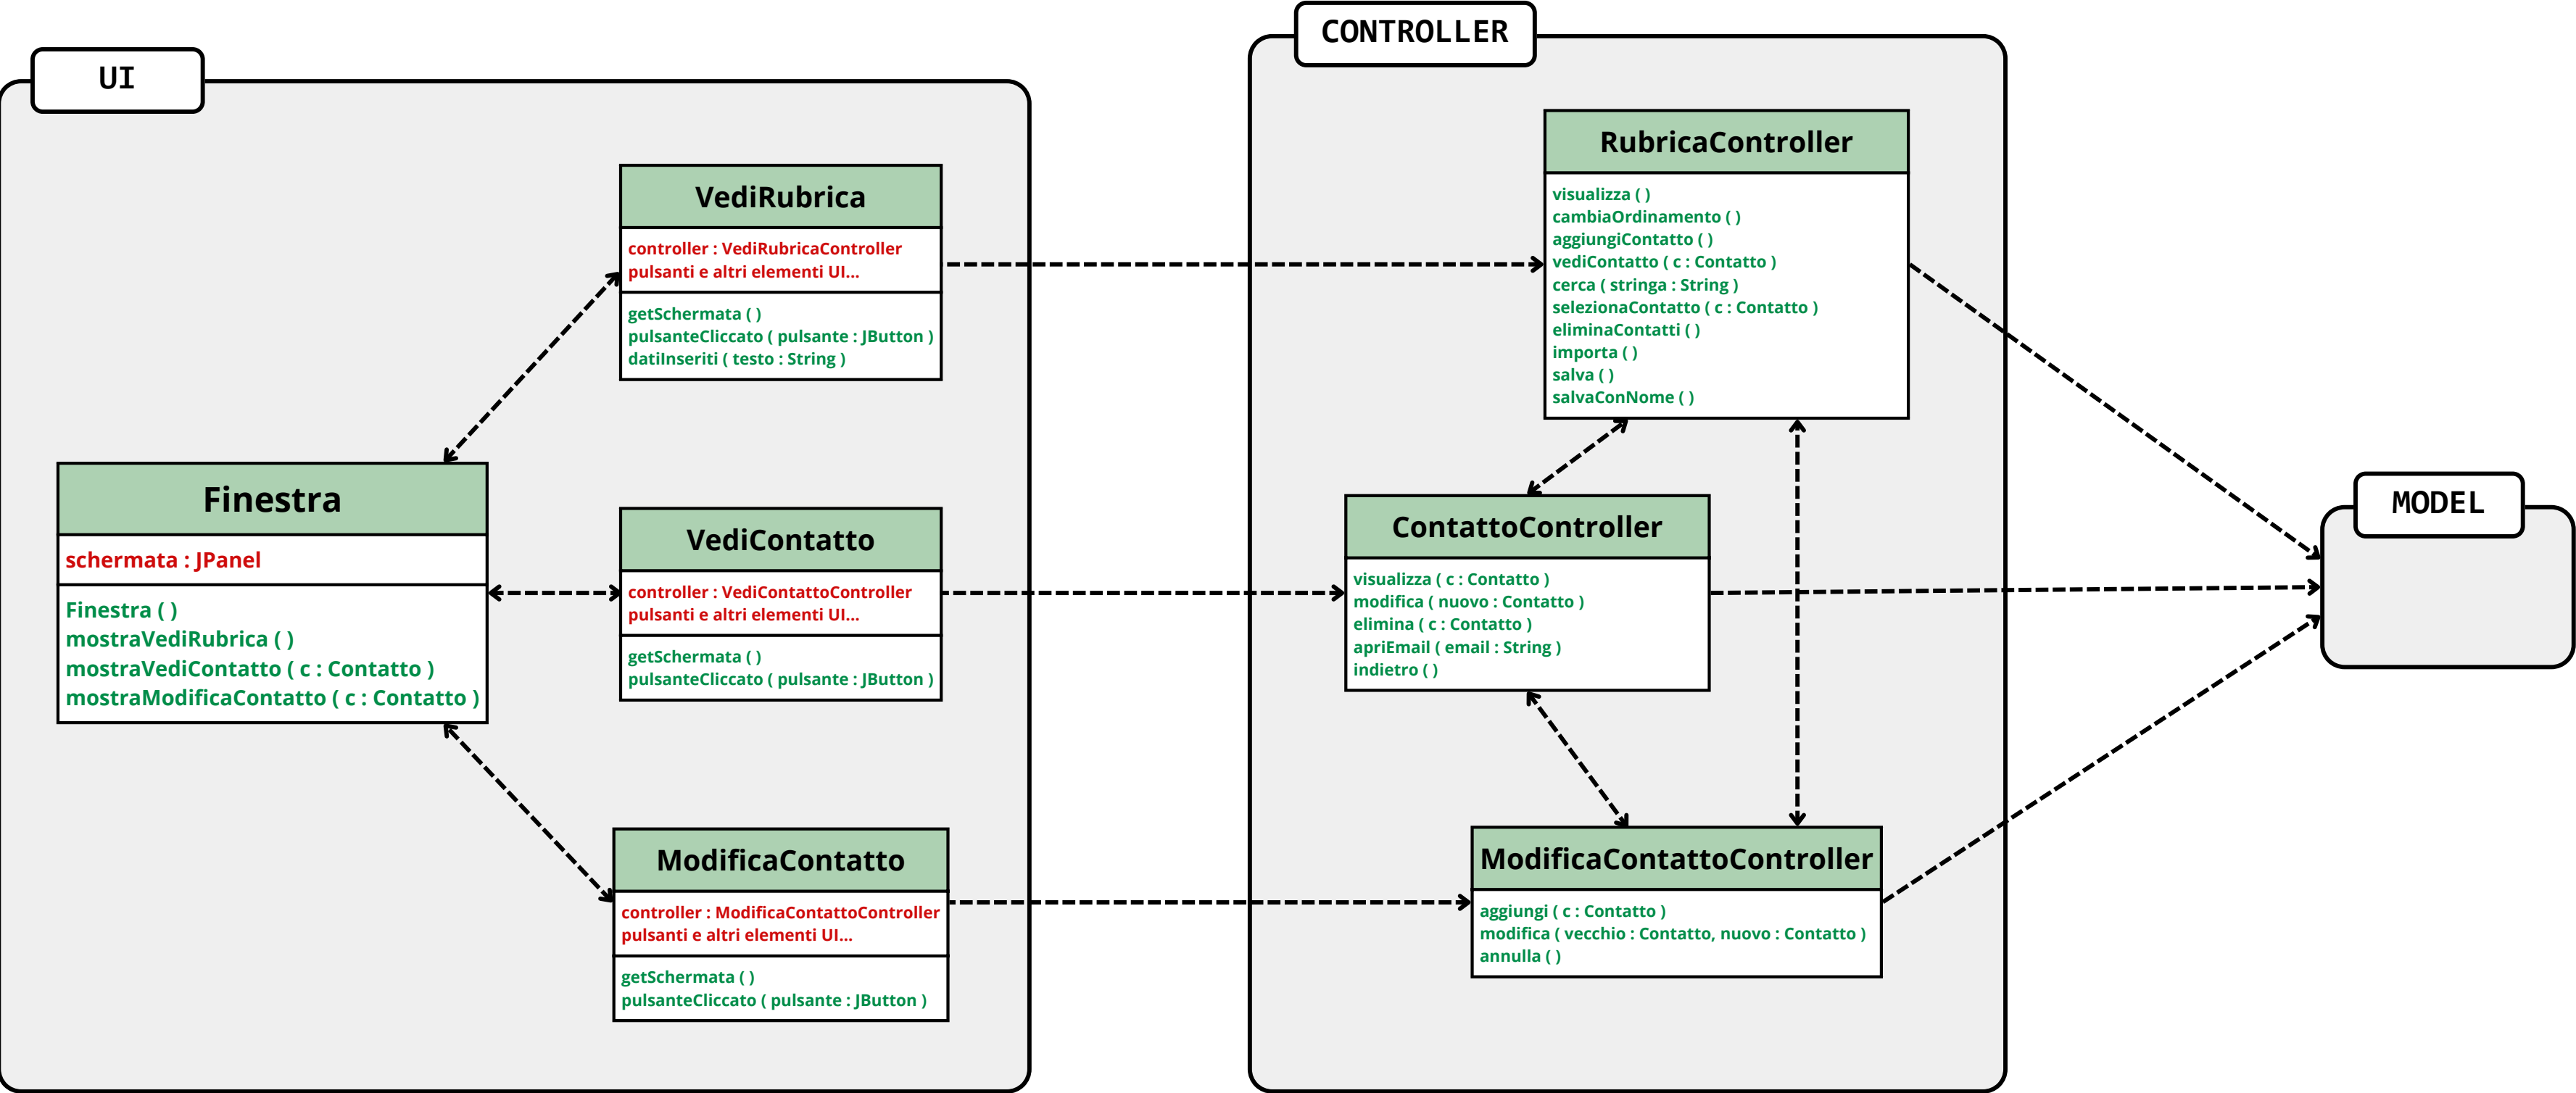 UI
VediRubrica
controller : VediRubricaController
pulsanti e altri elementi UI...
getSchermata ( )
pulsanteCliccato ( pulsante : JButton )
datiInseriti ( testo : String )
Finestra
schermata : JPanel
Finestra ( )
mostraVediRubrica ( )
mostraVediContatto ( c : Contatto )
mostraModificaContatto ( c : Contatto )
VediContatto
controller : VediContattoController
pulsanti e altri elementi UI...
getSchermata ( )
pulsanteCliccato ( pulsante : JButton )
ModificaContatto
controller : ModificaContattoController
pulsanti e altri elementi UI...
getSchermata ( )
pulsanteCliccato ( pulsante : JButton )
CONTROLLER
RubricaController
visualizza ( )
cambiaOrdinamento ( )
aggiungiContatto ( )
vediContatto ( c : Contatto )
cerca ( stringa : String )
selezionaContatto ( c : Contatto )
eliminaContatti ( )
importa ( )
salva ( )
salvaConNome ( )
ContattoController
visualizza ( c : Contatto )
modifica ( nuovo : Contatto )
elimina ( c : Contatto )
apriEmail ( email : String )
indietro ( )
ModificaContattoController
aggiungi ( c : Contatto )
modifica ( vecchio : Contatto, nuovo : Contatto )
annulla ( )
MODEL